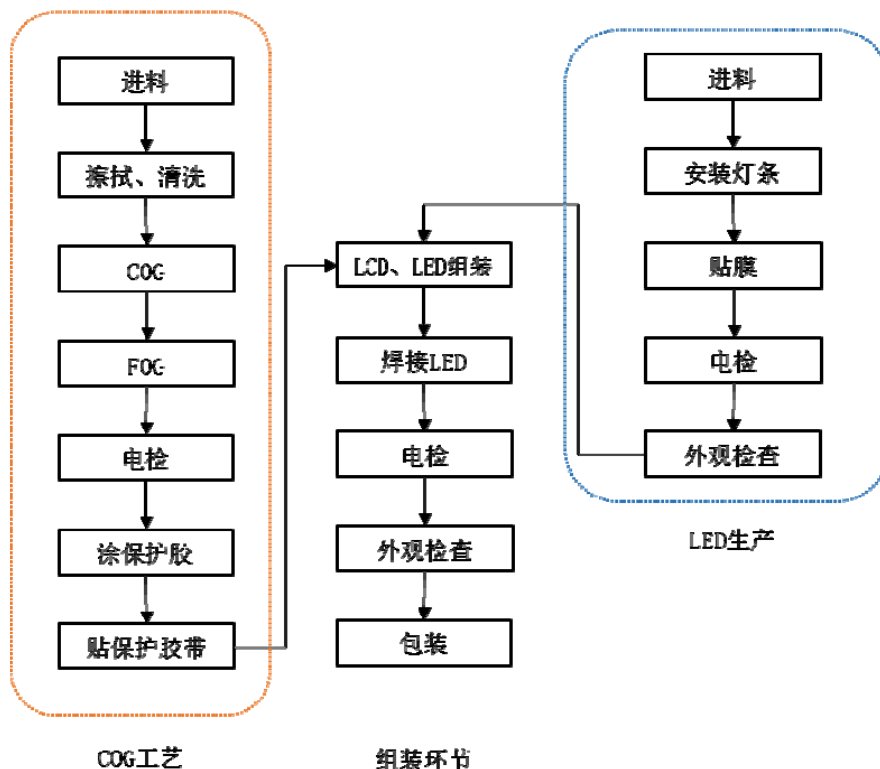 进料
擦拭、清洗
COG
FOG
电检
涂保护胶
贴保护胶带
COG工艺
LCD、LED组装
焊接LED
电检
外观检查
包装
组装环节
进料
安装灯条
贴膜
电检
外观检查
LED生产